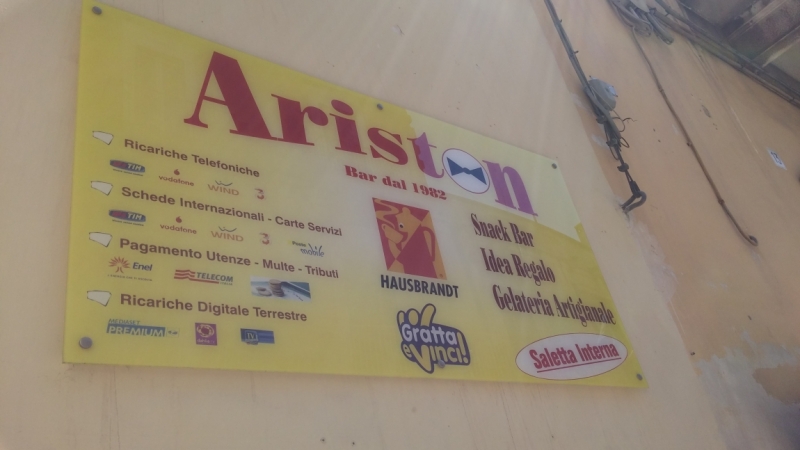 Ariston
Bar dal 1982
Ricariche Telefoniche
TIM vodafone WIND 3
Schede Internazionali - Carte Servizi
TIM vodafone WIND 3 Poste mobile
Pagamento Utenze - Multe - Tributi
Enel TELECOM
Ricariche Digitale Terrestre
PREMIUM
HAUSBRANDT
Gratta
e Vinci!
Snack Bar
Idea Regalo
Gelateria Artigianale
Saletta Interna